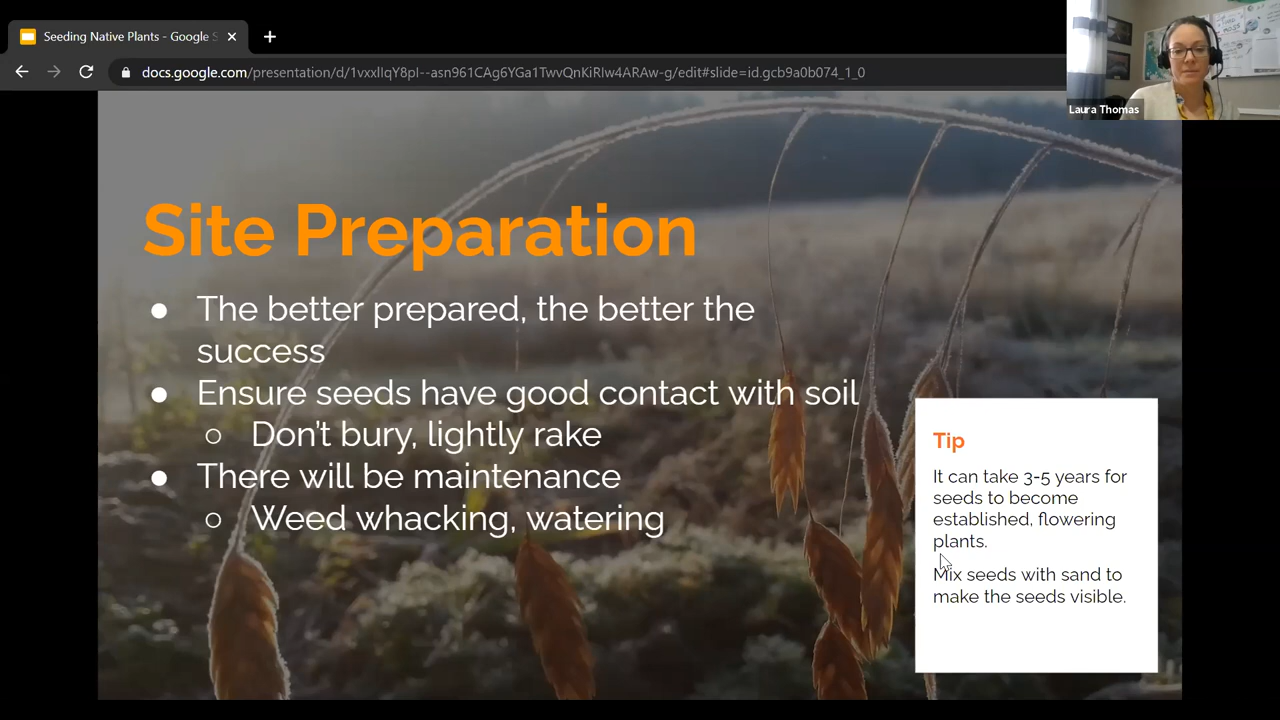 Seeding Native Plants - Google S
docs.google.com/presentation/d/1vxxlIqY8pI--asn961CAg6YGa1TwvQnKiRIw4ARAw-g/edit#slide=id.gcb9a0b074_1_0
Laura Thomas
Site Preparation
● The better prepared, the better the
success
● Ensure seeds have good contact with soil
○ Don't bury, lightly rake
● There will be maintenance
○ Weed whacking, watering
Tip
It can take 3-5 years for
seeds to become
established, flowering
plants.
Mix seeds with sand to
make the seeds visible.